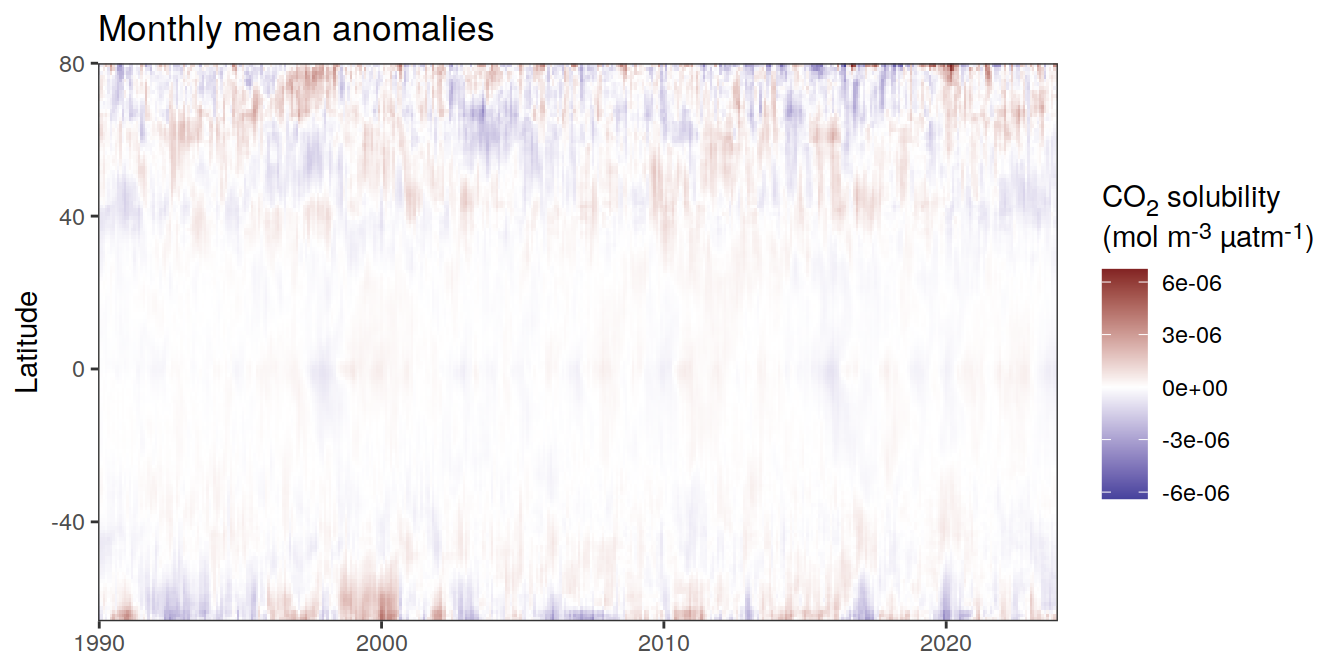 Monthly mean anomalies
80
40
0
-40
Latitude
1990
2000
2010
2020
CO₂ solubility
(mol m⁻³ µatm⁻¹)
6e-06
3e-06
0e+00
-3e-06
-6e-06